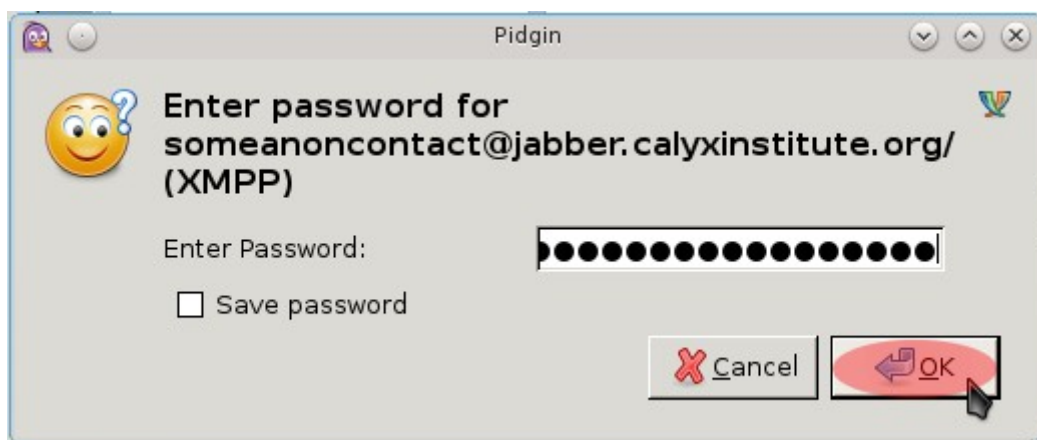 Pidgin
Enter password for
someanoncontact@jabber.calyxinstitute.org/
(XMPP)
Enter Password:
Save password
Cancel OK